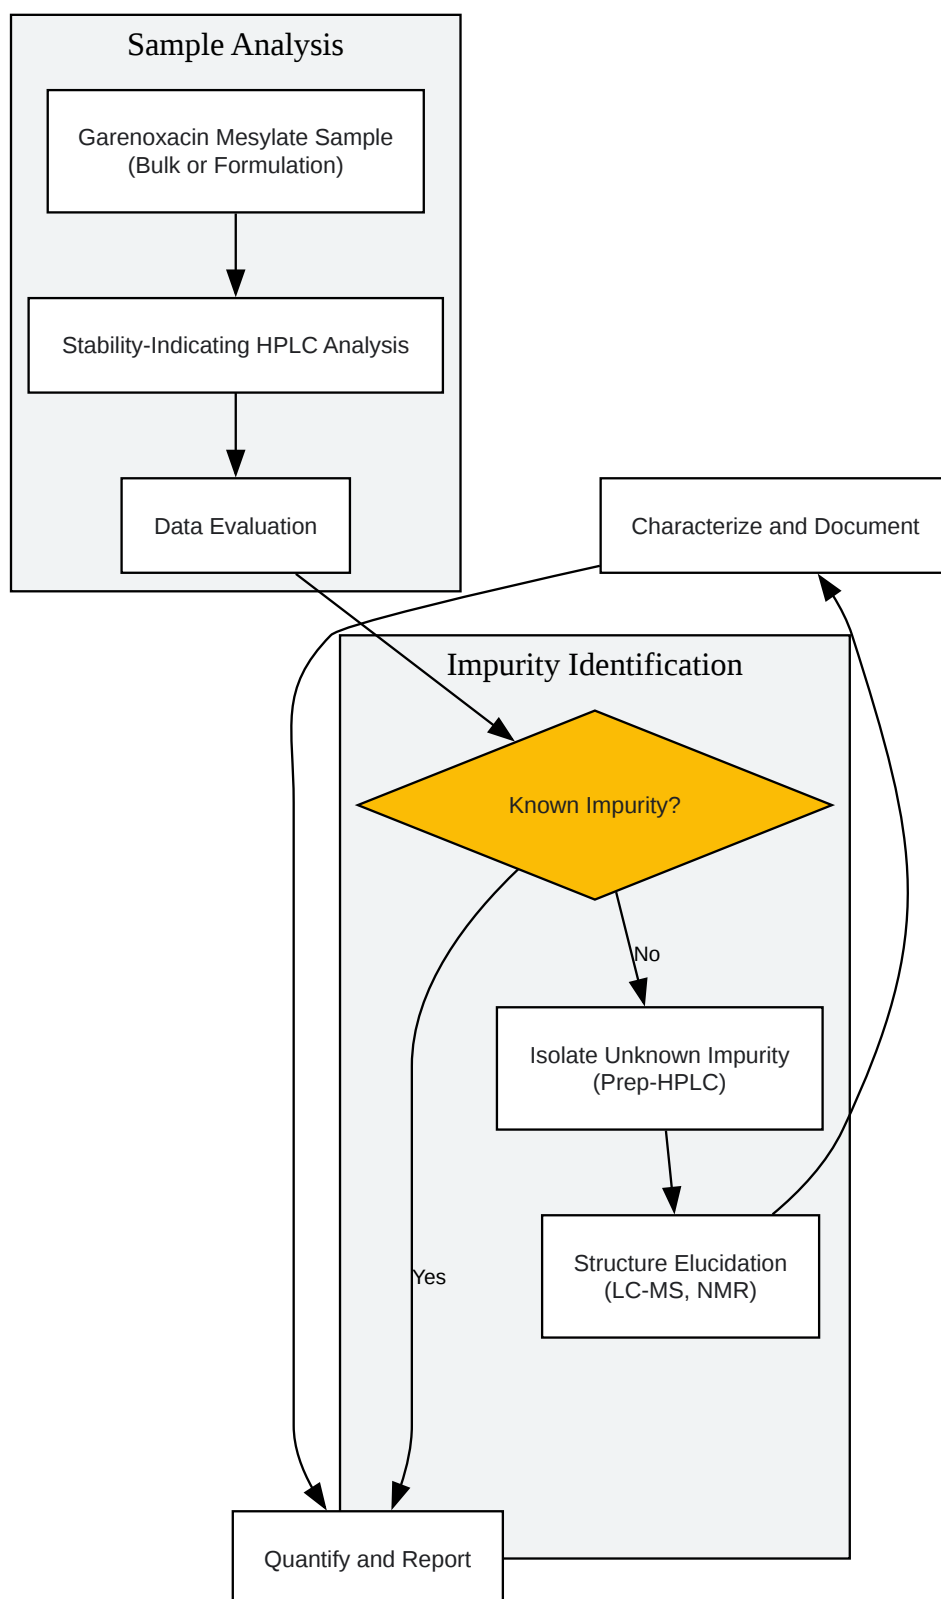 Sample Analysis
Garenoxacin Mesylate Sample
(Bulk or Formulation)
Stability-Indicating HPLC Analysis
Data Evaluation
Characterize and Document
Impurity Identification
Known Impurity?
No
Isolate Unknown Impurity
(Prep-HPLC)
Structure Elucidation
(LC-MS, NMR)
Yes
Quantify and Report